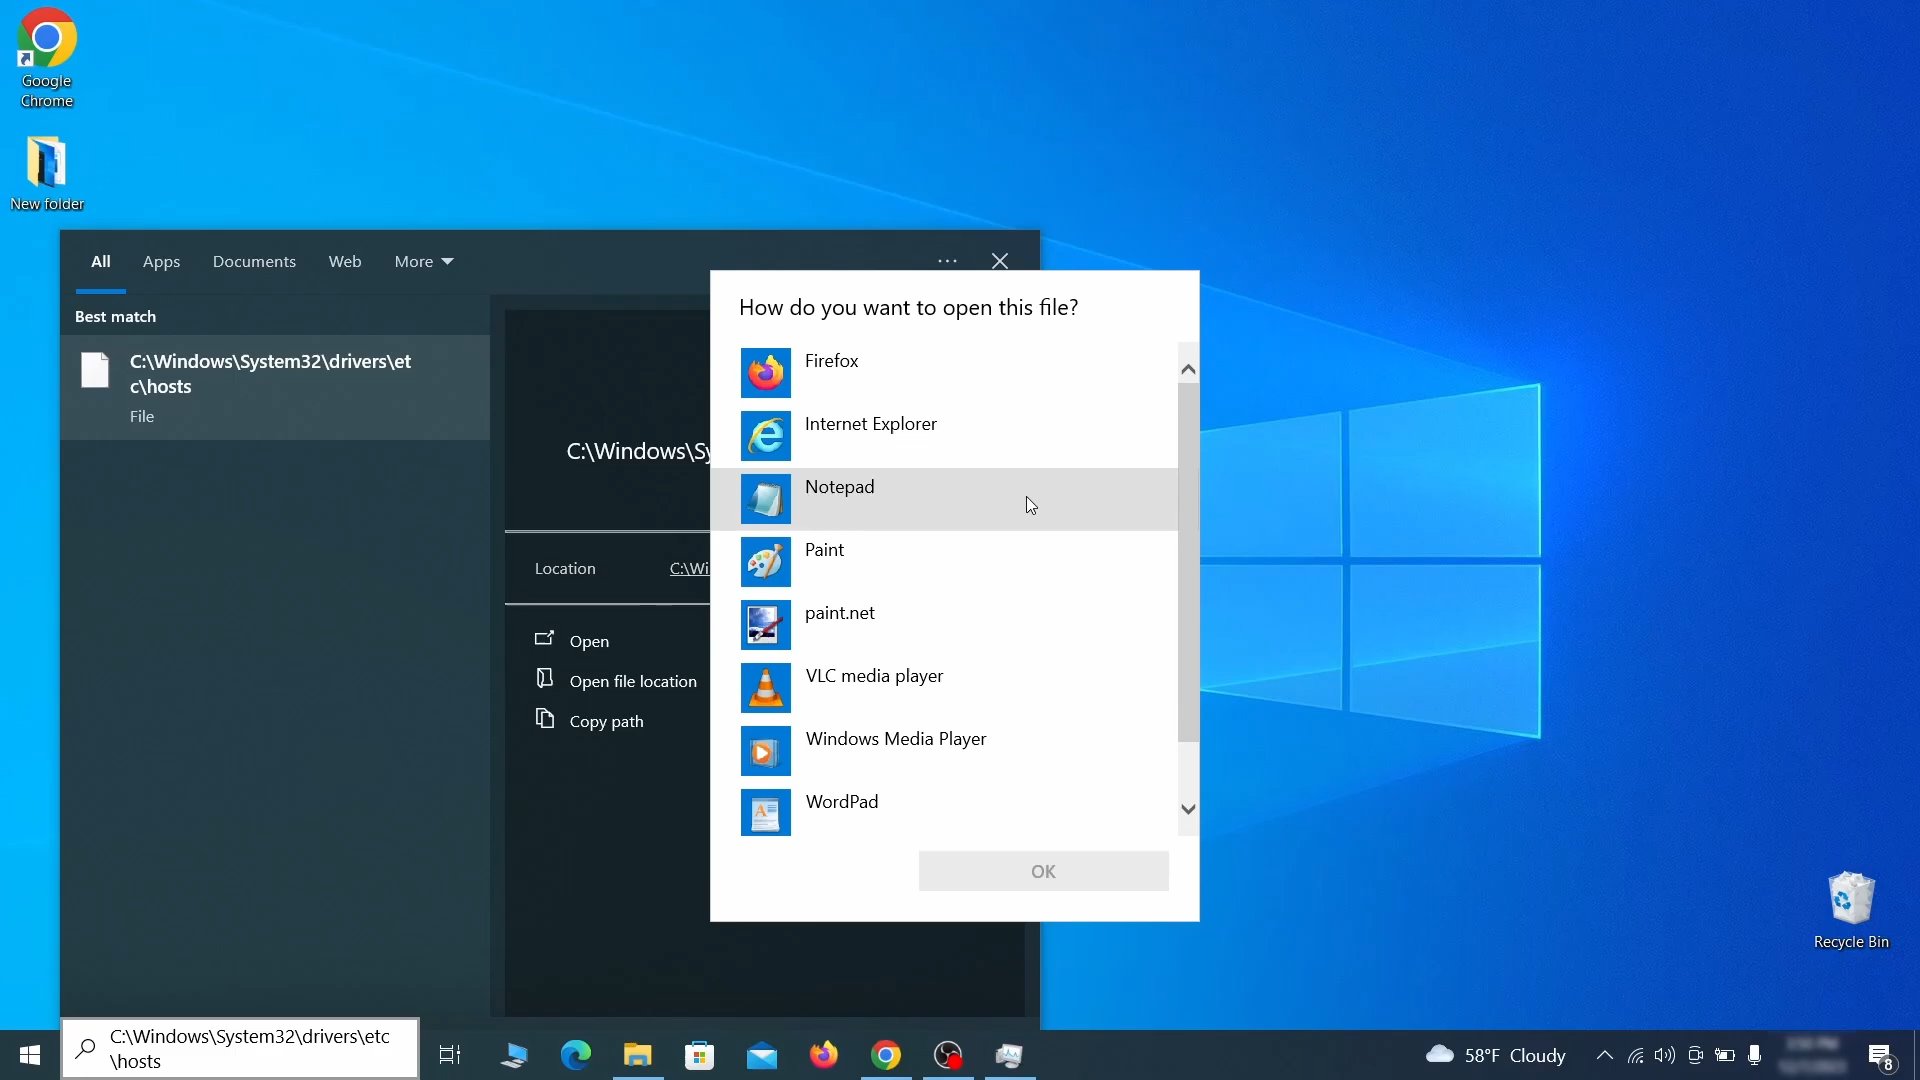 Google
Chrome
New folder
All
Apps
Documents
Web
More
Best match
C:\Windows\System32\drivers\et
c\hosts
File
C:\Windows\Sy
Location
C:\Wi
Open
Open file location
Copy path
How do you want to open this file?
Firefox
Internet Explorer
Notepad
Paint
paint.net
VLC media player
Windows Media Player
WordPad
OK
Recycle Bin
C:\Windows\System32\drivers\etc
\hosts
58°F Cloudy
8